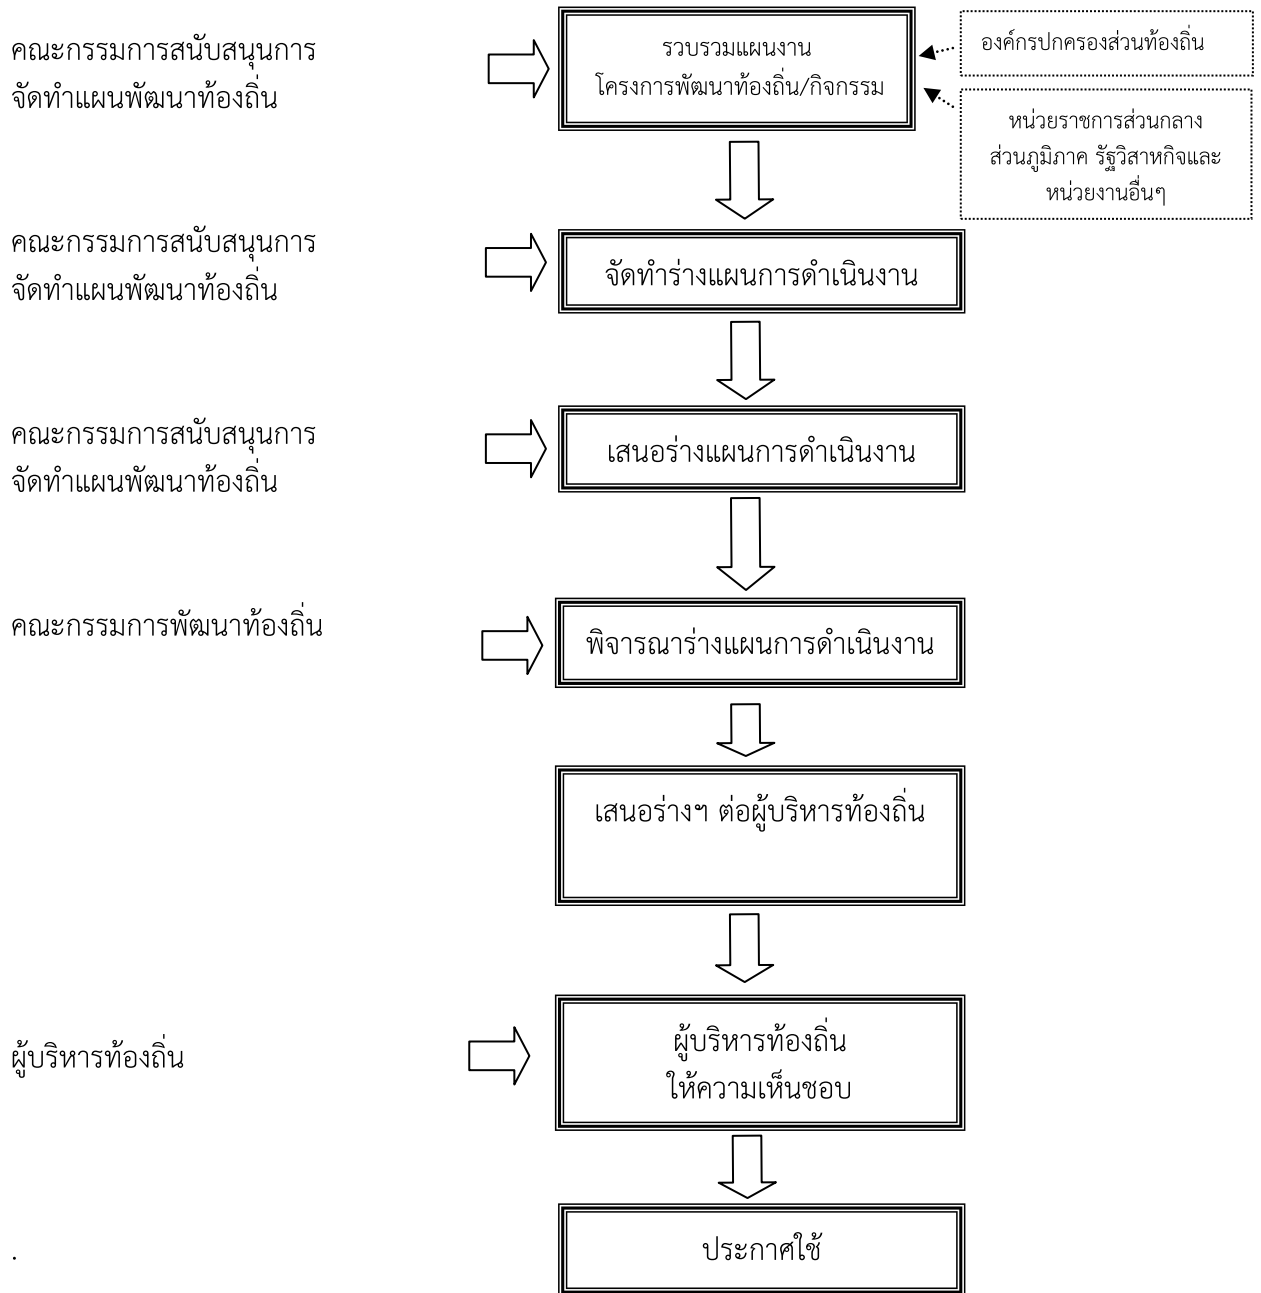 คณะกรรมการสนับสนุนการ
จัดทำแผนพัฒนาท้องถิ่น
รวบรวมแผนงาน
โครงการพัฒนาท้องถิ่น/กิจกรรม
องค์กรปกครองส่วนท้องถิ่น
หน่วยราชการส่วนกลาง
ส่วนภูมิภาค รัฐวิสาหกิจและ
หน่วยงานอื่นๆ
คณะกรรมการสนับสนุนการ
จัดทำแผนพัฒนาท้องถิ่น
จัดทำร่างแผนการดำเนินงาน
คณะกรรมการสนับสนุนการ
จัดทำแผนพัฒนาท้องถิ่น
เสนอร่างแผนการดำเนินงาน
คณะกรรมการพัฒนาท้องถิ่น
พิจารณาร่างแผนการดำเนินงาน
เสนอร่างฯ ต่อผู้บริหารท้องถิ่น
ผู้บริหารท้องถิ่น
ผู้บริหารท้องถิ่น
ให้ความเห็นชอบ
.
ประกาศใช้